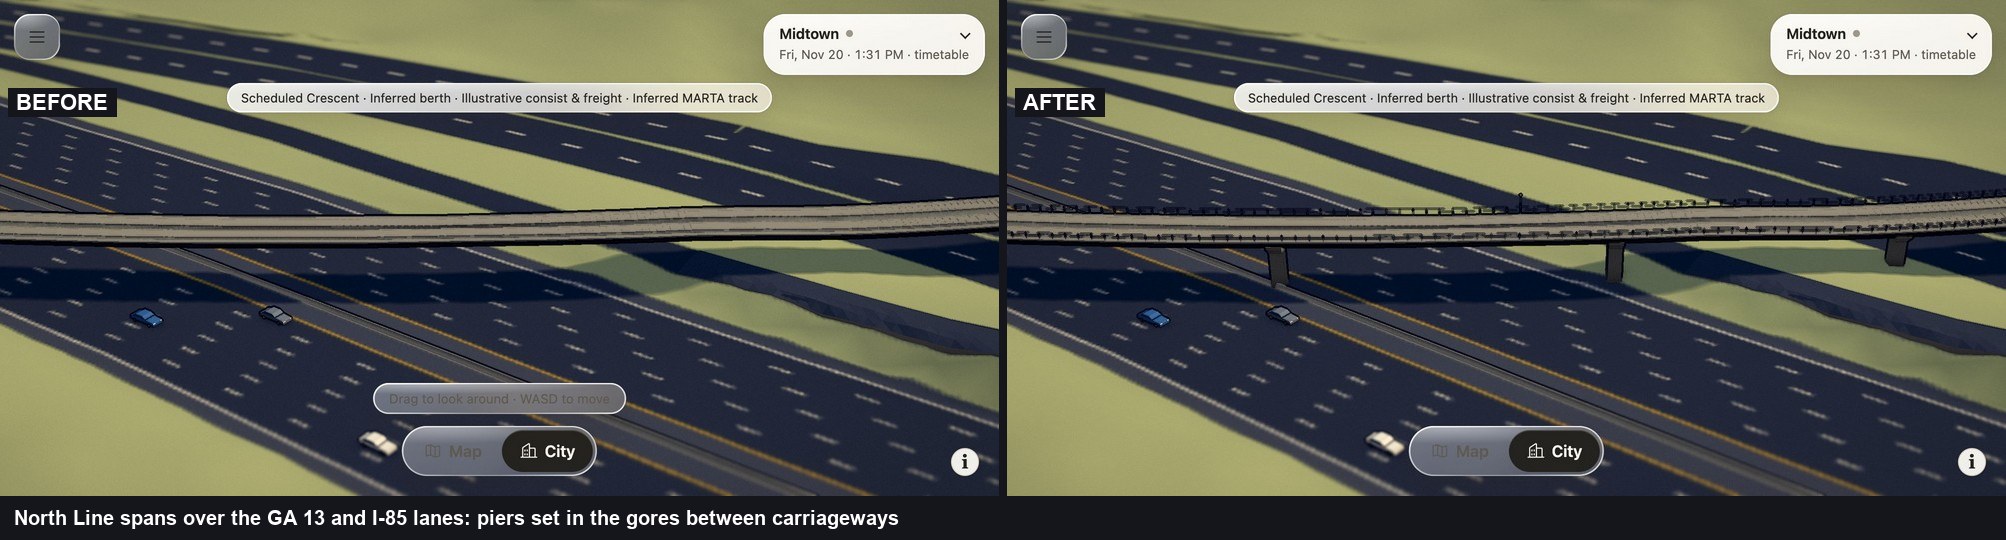 Midtown
Fri, Nov 20 · 1:31 PM · timetable
Scheduled Crescent · Inferred berth · Illustrative consist & freight · Inferred MARTA track
BEFORE
Drag to look around · WASD to move
Map
City
i
Midtown
Fri, Nov 20 · 1:31 PM · timetable
Scheduled Crescent · Inferred berth · Illustrative consist & freight · Inferred MARTA track
AFTER
Map
City
i
North Line spans over the GA 13 and I-85 lanes: piers set in the gores between carriageways